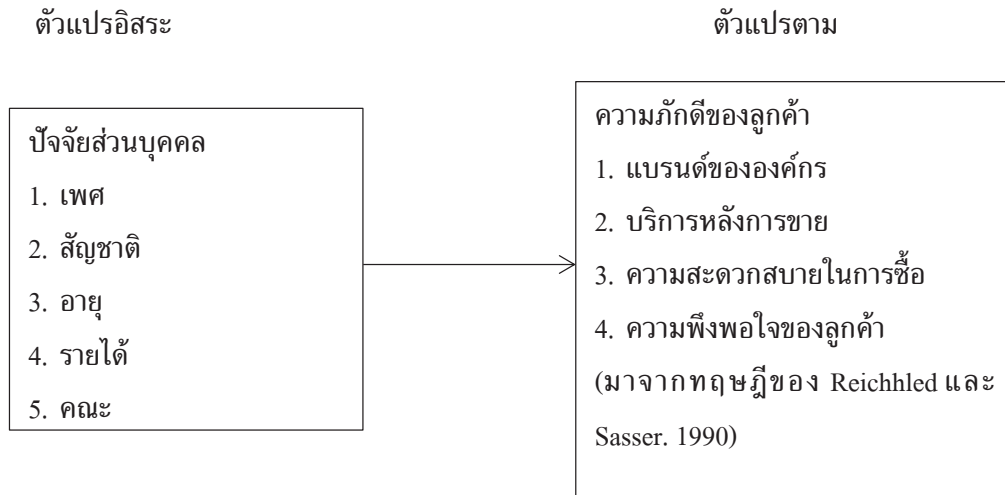 ตัวแปรอิสระ
ตัวแปรตาม
ปัจจัยส่วนบุคคล
1. เพศ
2. สัญชาติ
3. อายุ
4. รายได้
5. คณะ
ความภักดีของลูกค้า
1. แบรนด์ขององค์กร
2. บริการหลังการขาย
3. ความสะดวกสบายในการซื้อ
4. ความพึงพอใจของลูกค้า
(มาจากทฤษฎีของ Reichhled และ
Sasser. 1990)